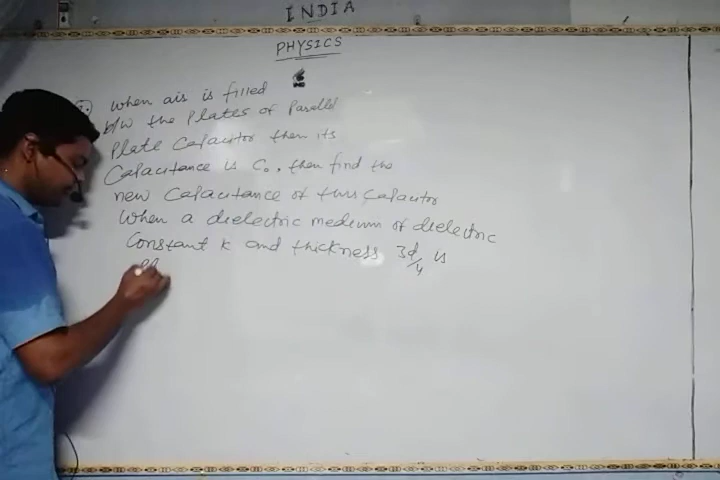 INDIA
PHYSICS
When air is filled
b/w the Plates of Parallel
Plate Capacitor then its
Capacitance is C₀, then find the
new Capacitance of this Capacitor
When a dielectric medium of dielectric
Constant K and thickness 3d/4 is